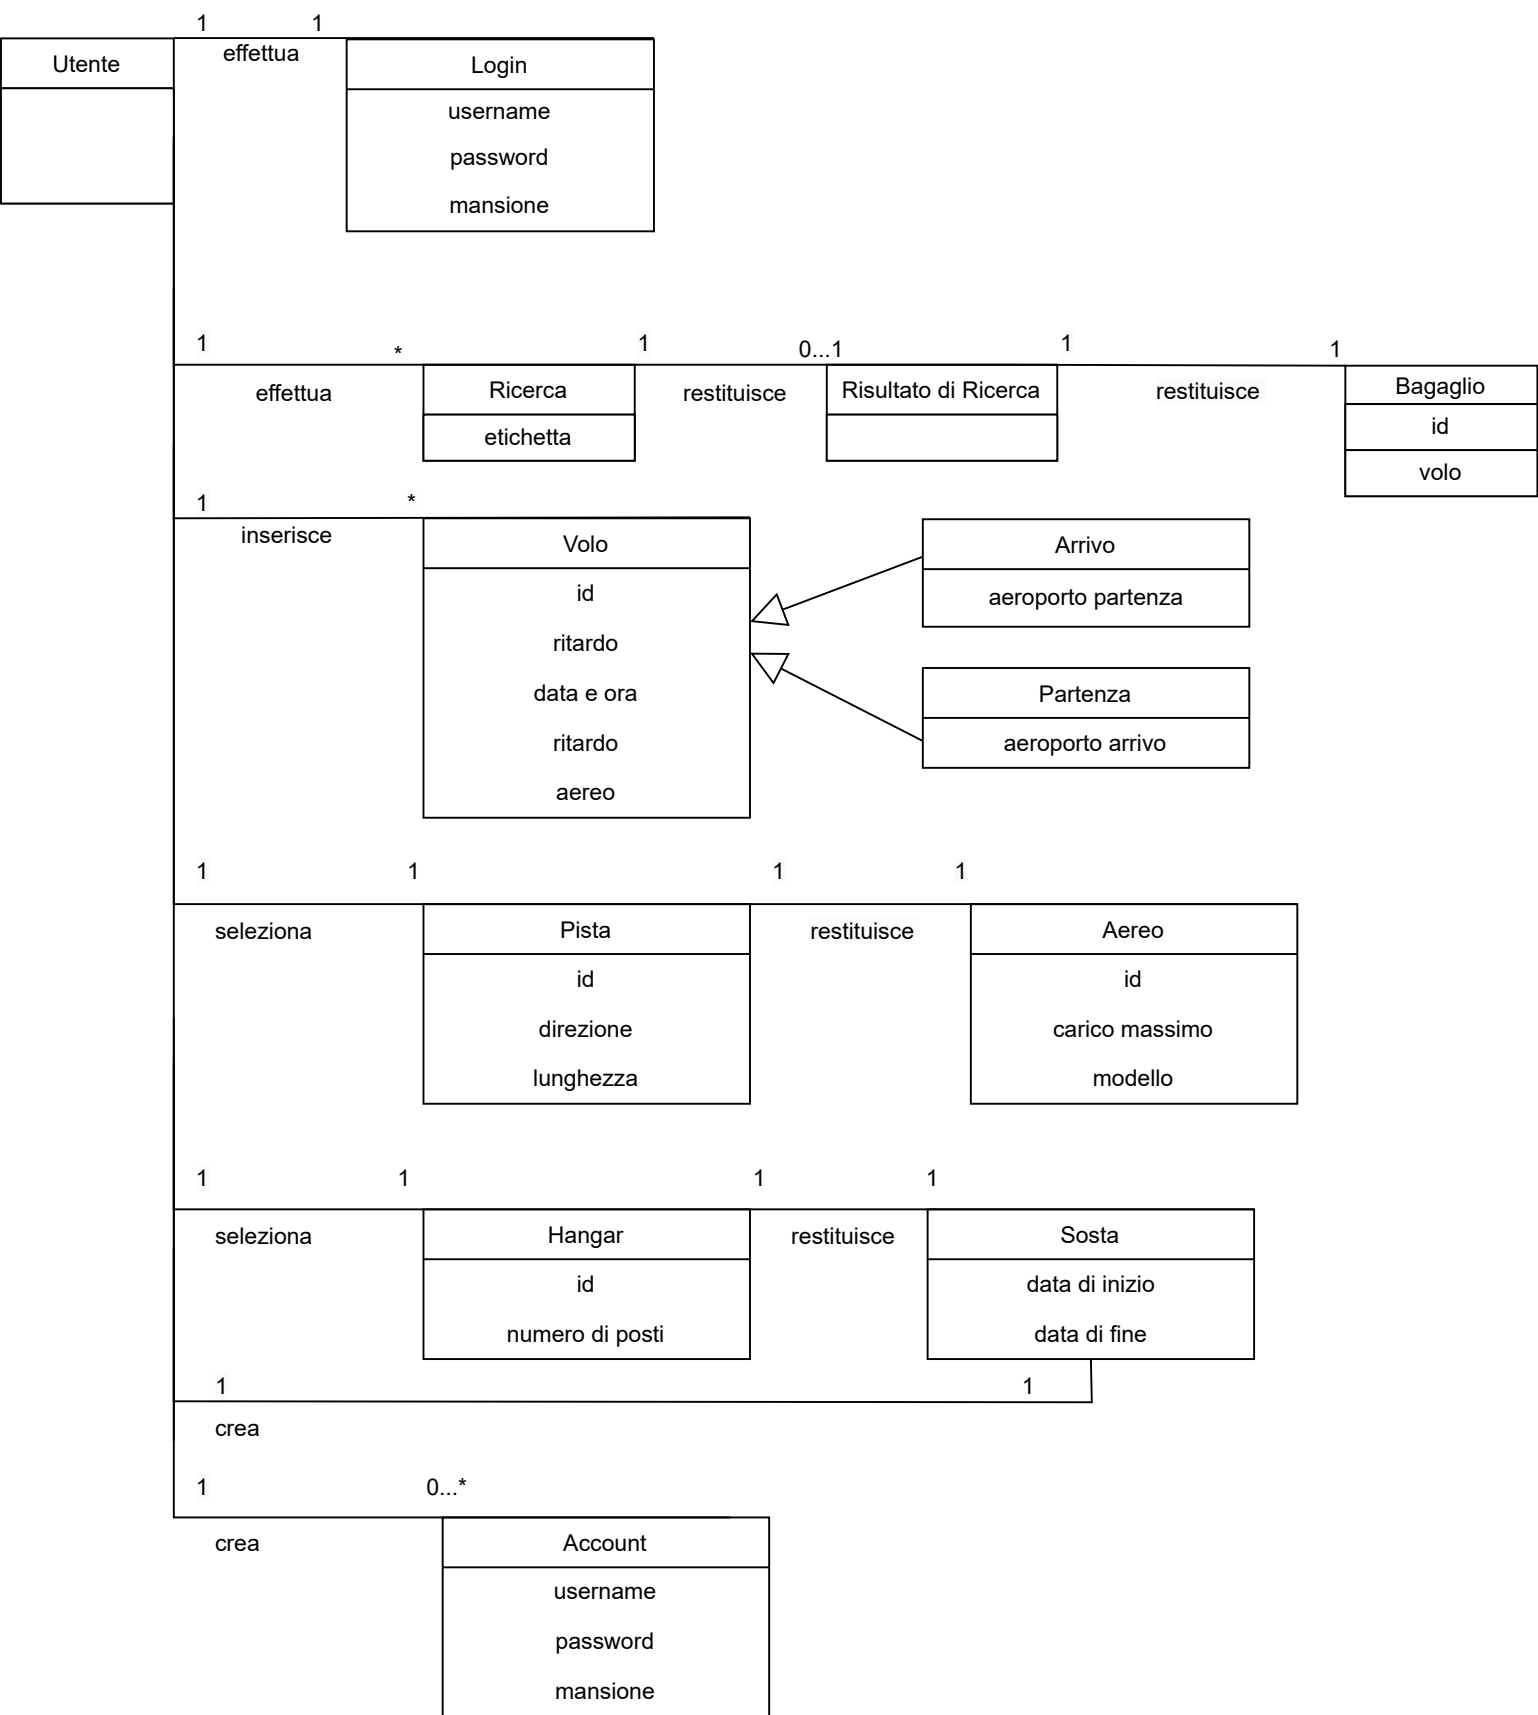 1 1
Utente effettua Login
username
password
mansione
1 * 1 0...1 1 1
effettua Ricerca restituisce Risultato di Ricerca restituisce Bagaglio
etichetta id
volo
1 *
inserisce Volo Arrivo
id aeroporto partenza
ritardo
data e ora Partenza
ritardo aeroporto arrivo
aereo
1 1 1 1
seleziona Pista restituisce Aereo
id id
direzione carico massimo
lunghezza modello
1 1 1 1
seleziona Hangar restituisce Sosta
id data di inizio
numero di posti data di fine
1 1
crea
1 0...*
crea Account
username
password
mansione